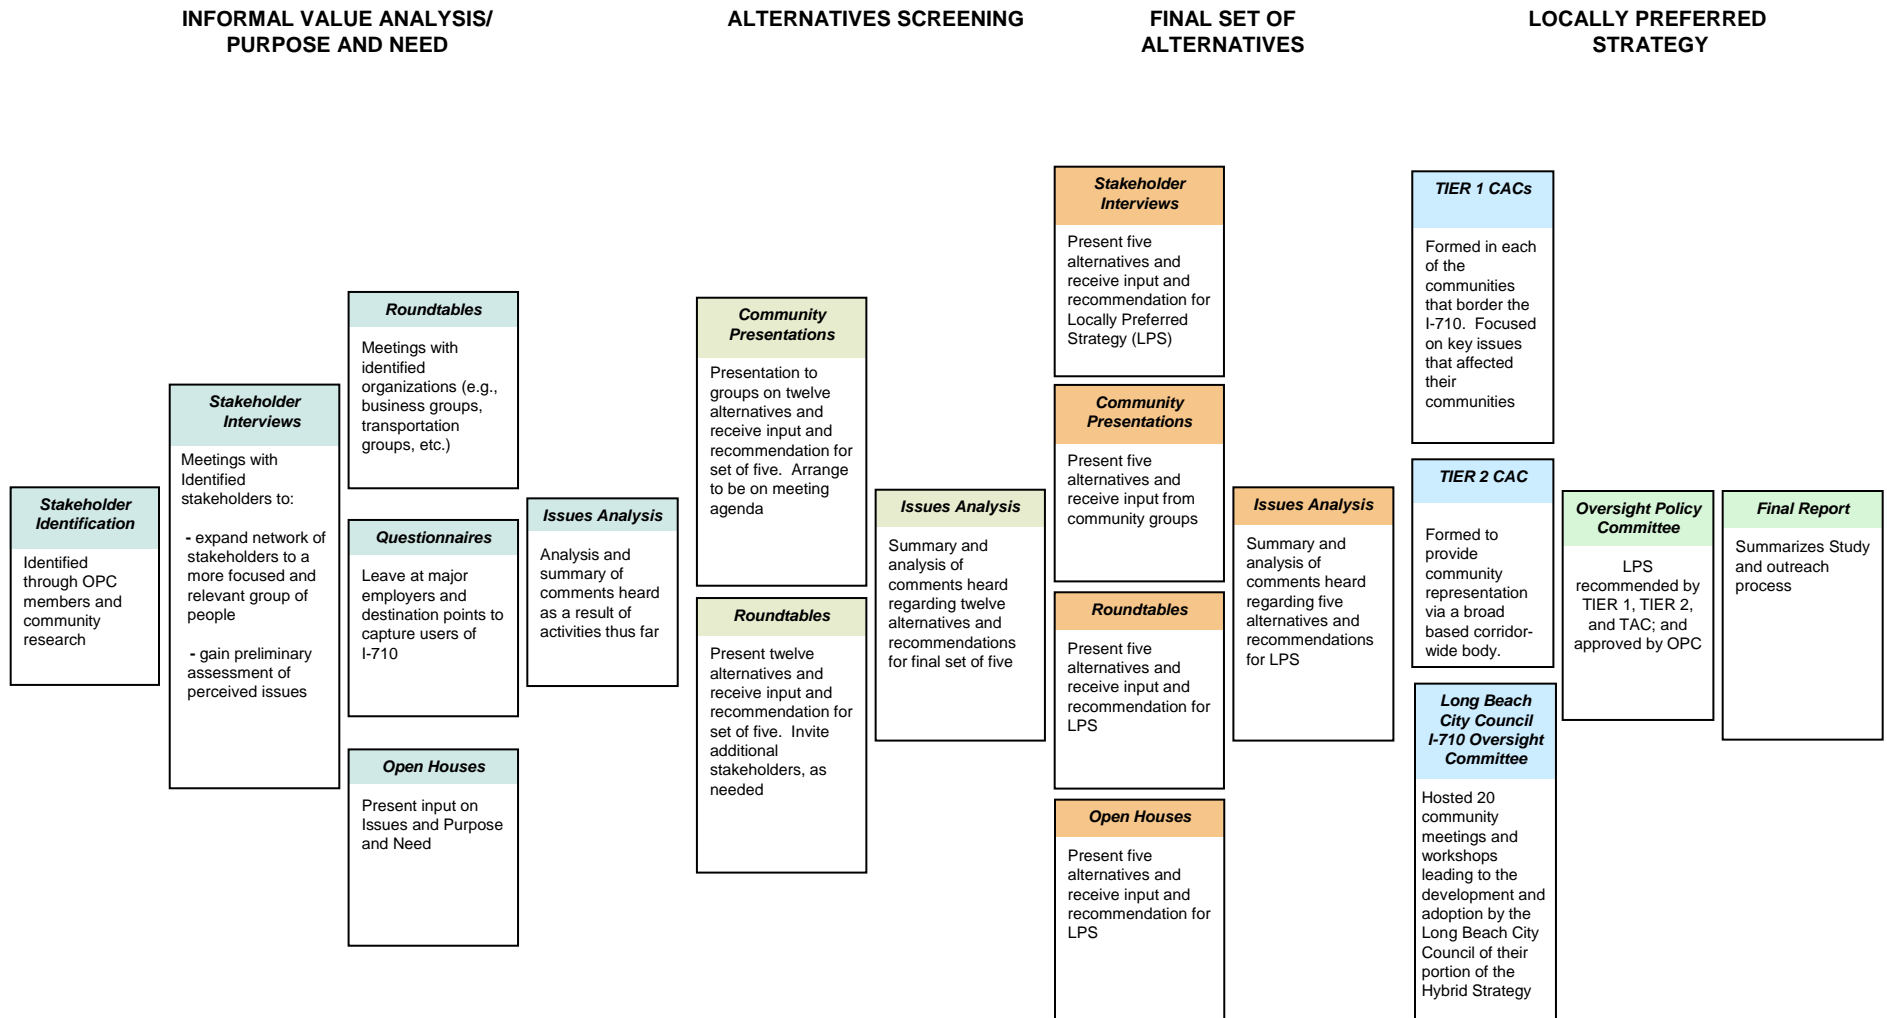 INFORMAL VALUE ANALYSIS/
PURPOSE AND NEED
ALTERNATIVES SCREENING
FINAL SET OF
ALTERNATIVES
LOCALLY PREFERRED
STRATEGY
Stakeholder
Identification
Identified
through OPC
members and
community
research
Stakeholder
Interviews
Meetings with
Identified
stakeholders to:
- expand network of
stakeholders to a
more focused and
relevant group of
people
- gain preliminary
assessment of
perceived issues
Roundtables
Meetings with
identified
organizations (e.g.,
business groups,
transportation
groups, etc.)
Questionnaires
Leave at major
employers and
destination points to
capture users of
I-710
Open Houses
Present input on
Issues and Purpose
and Need
Issues Analysis
Analysis and
summary of
comments heard
as a result of
activities thus far
Community
Presentations
Presentation to
groups on twelve
alternatives and
receive input and
recommendation for
set of five.  Arrange
to be on meeting
agenda
Roundtables
Present twelve
alternatives and
receive input and
recommendation for
set of five.  Invite
additional
stakeholders, as
needed
Issues Analysis
Summary and
analysis of
comments heard
regarding twelve
alternatives and
recommendations
for final set of five
Stakeholder
Interviews
Present five
alternatives and
receive input and
recommendation for
Locally Preferred
Strategy (LPS)
Community
Presentations
Present five
alternatives and
receive input from
community groups
Roundtables
Present five
alternatives and
receive input and
recommendation for
LPS
Open Houses
Present five
alternatives and
receive input and
recommendation for
LPS
Issues Analysis
Summary and
analysis of
comments heard
regarding five
alternatives and
recommendations
for LPS
TIER 1 CACs
Formed in each
of the
communities
that border the
I-710.  Focused
on key issues
that affected
their
communities
TIER 2 CAC
Formed to
provide
community
representation
via a broad
based corridor-
wide body.
Long Beach
City Council
I-710 Oversight
Committee
Hosted 20
community
meetings and
workshops
leading to the
development and
adoption by the
Long Beach City
Council of their
portion of the
Hybrid Strategy
Oversight Policy
Committee
LPS
recommended by
TIER 1, TIER 2,
and TAC; and
approved by OPC
Final Report
Summarizes Study
and outreach
process